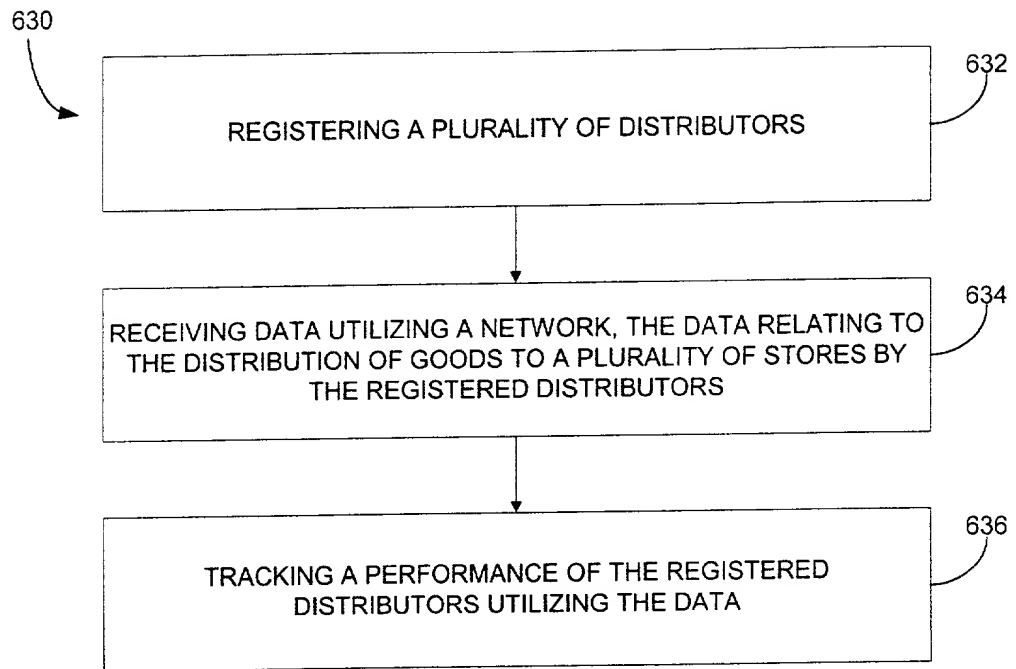 630
632
REGISTERING A PLURALITY OF DISTRIBUTORS
634
RECEIVING DATA UTILIZING A NETWORK, THE DATA RELATING TO
THE DISTRIBUTION OF GOODS TO A PLURALITY OF STORES BY
THE REGISTERED DISTRIBUTORS
636
TRACKING A PERFORMANCE OF THE REGISTERED
DISTRIBUTORS UTILIZING THE DATA